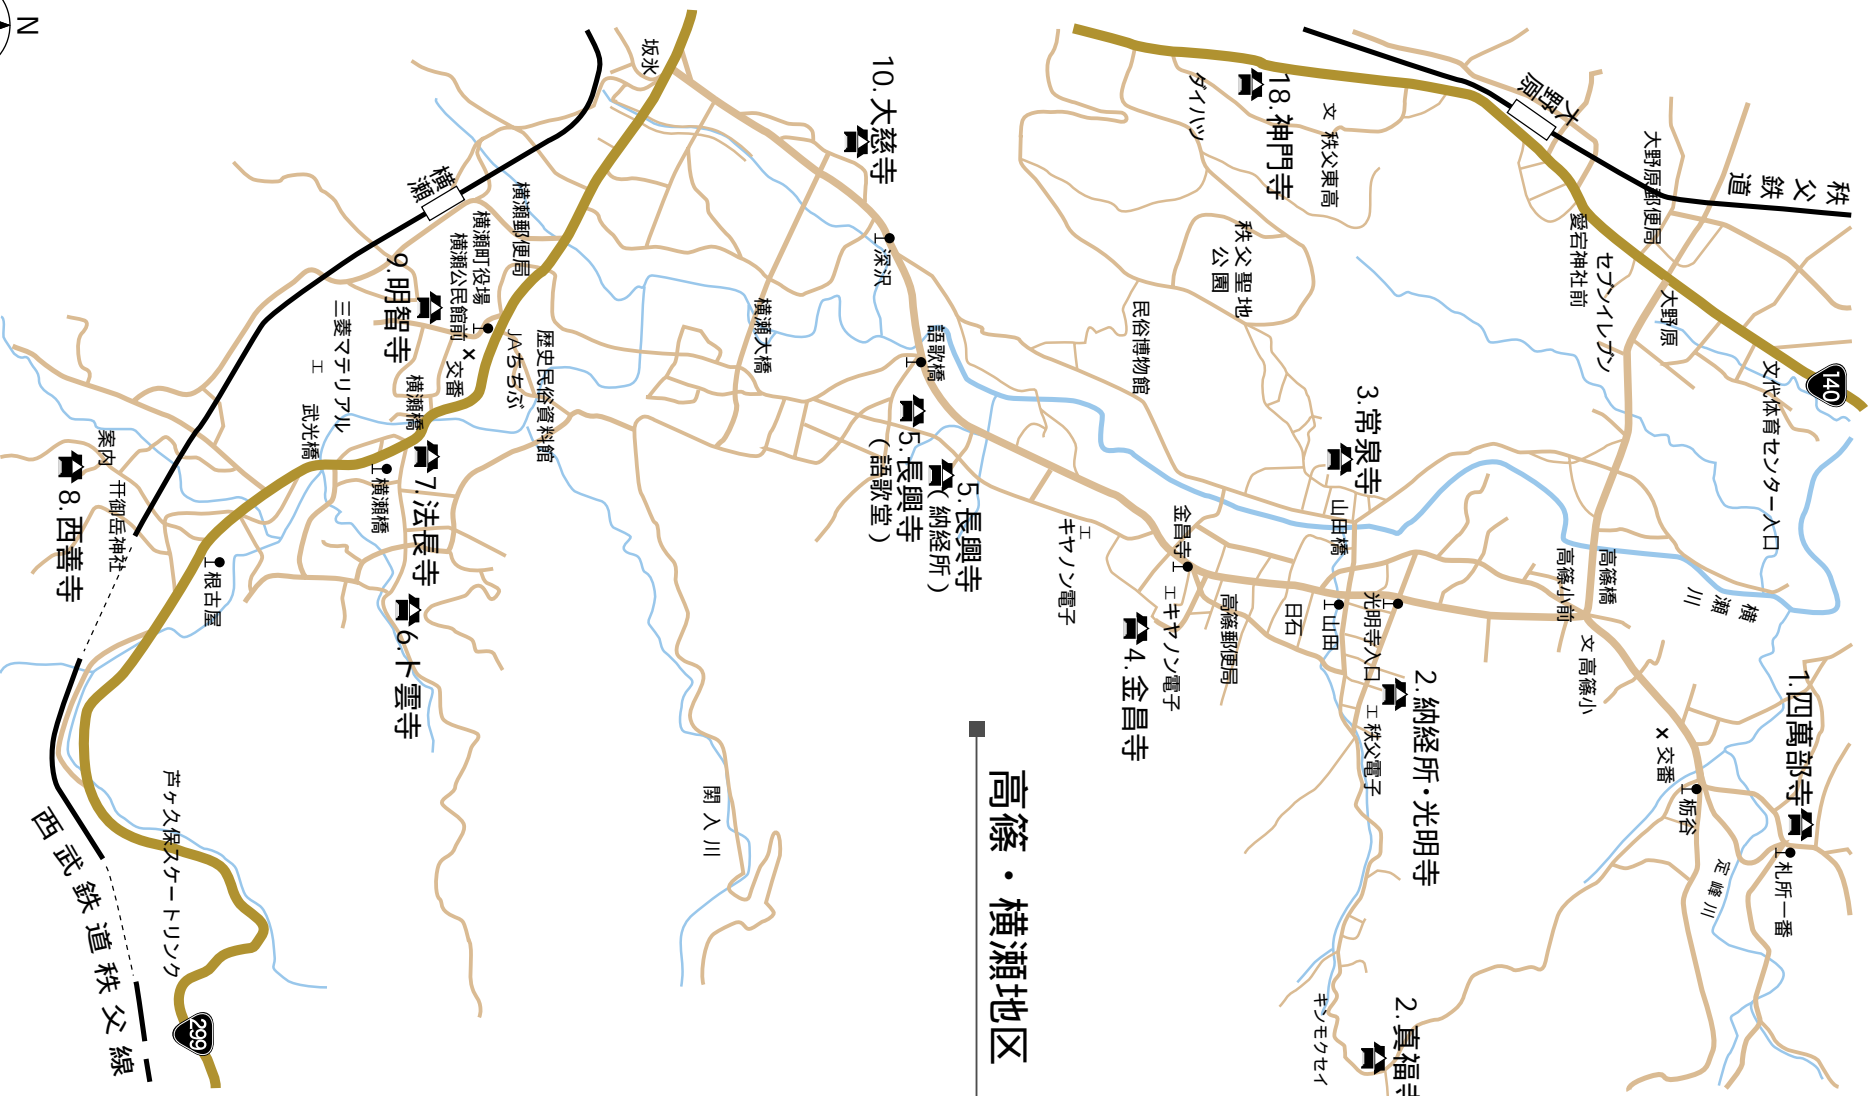 高篠・横瀬地区
N
秩父鉄道
大野原
大野原郵便局
愛宕神社前
セブンイレブン
大野原
140
文代体育センター入口
文 秩父東高
18.神門寺
ダイハツ
秩父聖地
公園
民俗博物館
3.常泉寺
山田橋
高篠橋
高篠小前
横瀬川
文 高篠小
1.四萬部寺
札所一番
栃谷
交番
定峰川
光明寺入口
2.納経所・光明寺
エ 秩父電子
山田
日石
高篠郵便局
金昌寺
エ キヤノン電子
4.金昌寺
エ
キヤノン電子
2.真福寺
キンモクセイ
10.大慈寺
深沢
語歌橋
5.長興寺
(納経所)
5.長興寺
(語歌堂)
横瀬大橋
坂氷
横瀬
横瀬郵便局
横瀬町役場
横瀬公民館前
9.明智寺
交番
JAちちぶ
歴史民俗資料館
横瀬橋
三菱マテリアル
エ
武光橋
横瀬橋
7.法長寺
6.卜雲寺
案内
御岳神社
8.西善寺
根古屋
関入川
芦ヶ久保スケートリンク
西武鉄道秩父線
299